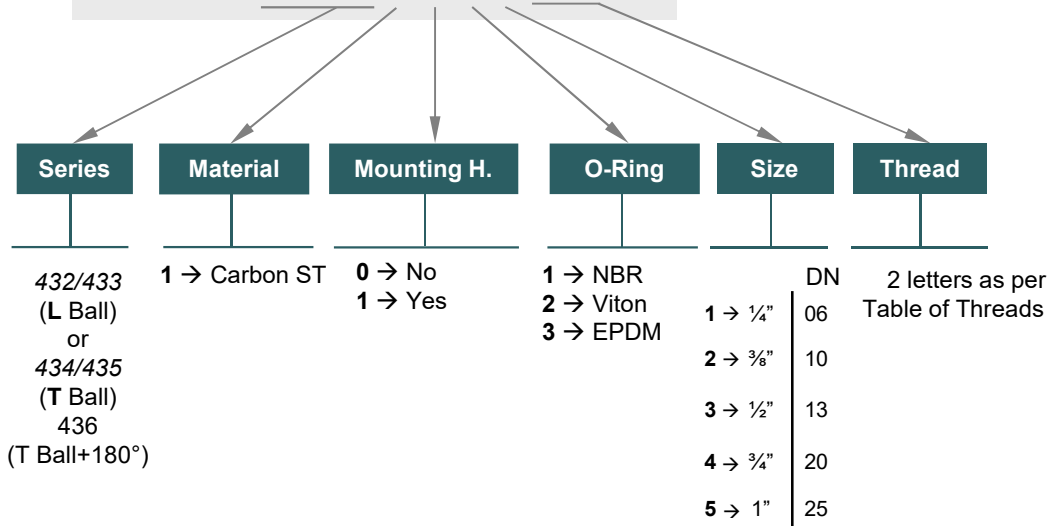 Series
Material
Mounting H.
O-Ring
Size
Thread
432/433
(L Ball)
or
434/435
(T Ball)
436
(T Ball+180°)
1 → Carbon ST
0 → No
1 → Yes
1 → NBR
2 → Viton
3 → EPDM
DN
1 → ¼” 06
2 → ⅜” 10
3 → ½” 13
4 → ¾” 20
5 → 1” 25
2 letters as per
Table of Threads